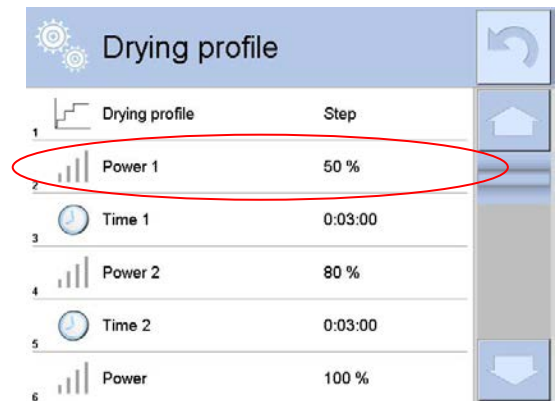 Drying profile
1 Drying profile Step
2 Power 1 50 %
3 Time 1 0:03:00
4 Power 2 80 %
5 Time 2 0:03:00
6 Power 100 %